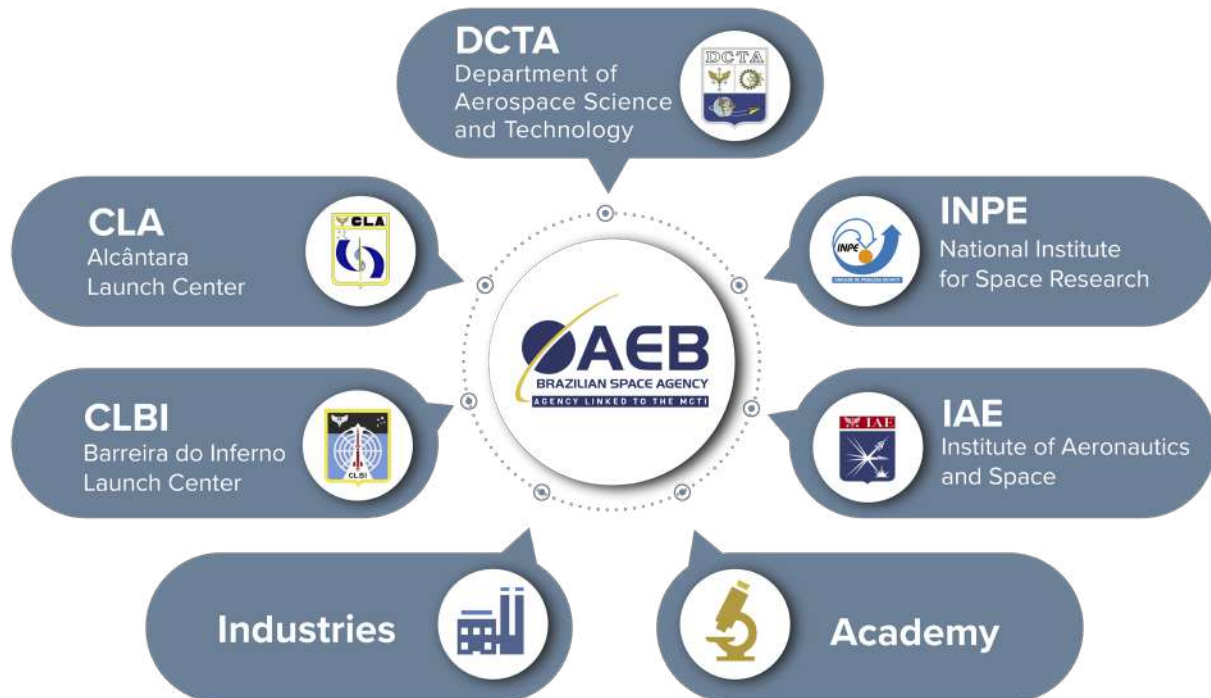 DCTA
Department of
Aerospace Science
and Technology
DCTA
CLA
Alcântara
Launch Center
CLA
INPE
INPE
National Institute
for Space Research
AEB
BRAZILIAN SPACE AGENCY
AGENCY LINKED TO THE MCTI
CLBI
Barreira do Inferno
Launch Center
CLBI
IAE
IAE
Institute of Aeronautics
and Space
Industries
Academy